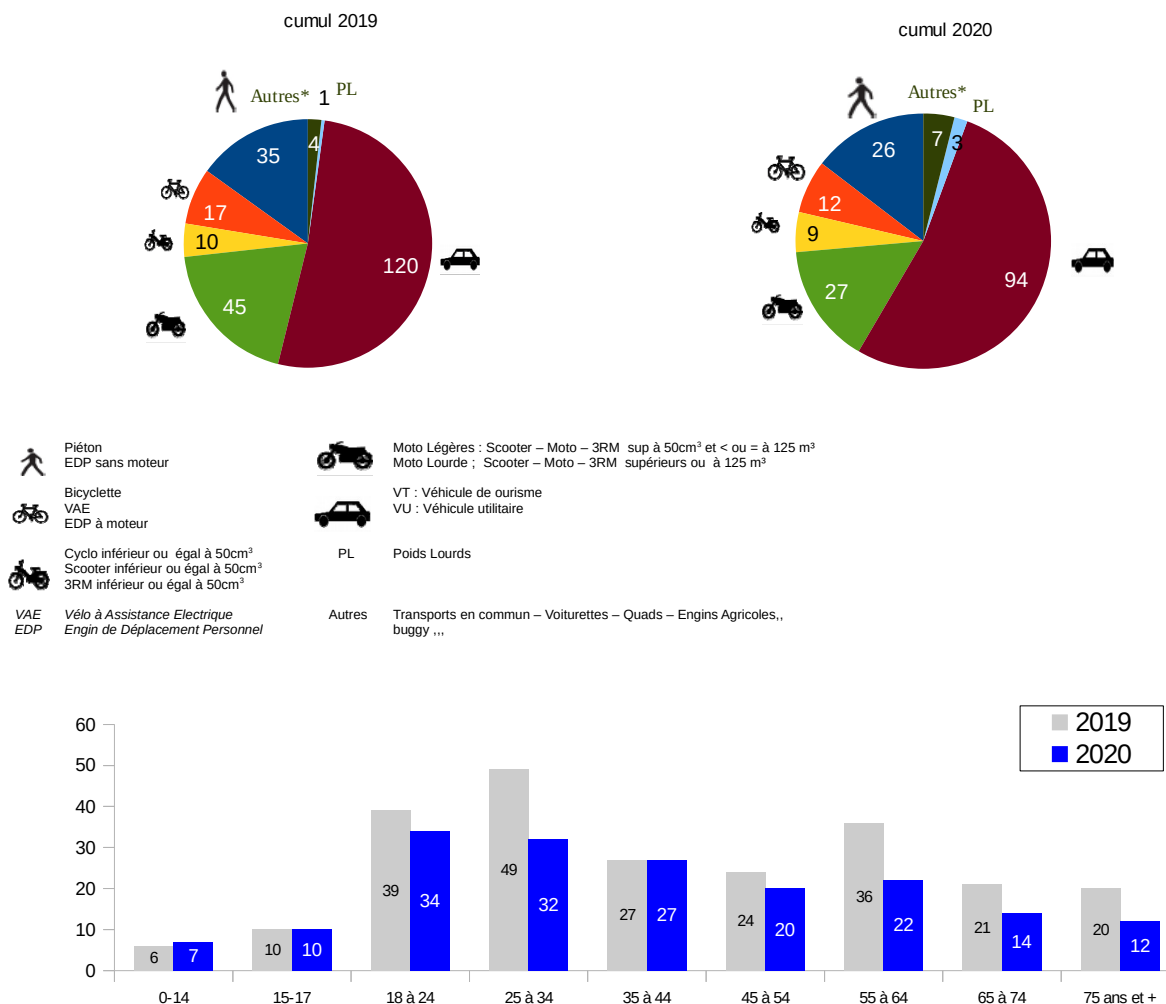 cumul 2019
cumul 2020
Autres* 1 PL
4
35
17
10
45
120
Autres*
PL
7
3
26
12
9
27
94
Piéton
EDP sans moteur
Bicyclette
VAE
EDP à moteur
Cyclo inférieur ou égal à 50cm³
Scooter inférieur ou égal à 50cm³
3RM inférieur ou égal à 50cm³
VAE Vélo à Assistance Electrique
EDP Engin de Déplacement Personnel
Moto Légères : Scooter – Moto – 3RM sup à 50cm³ et < ou = à 125 m³
Moto Lourde ; Scooter – Moto – 3RM supérieurs ou à 125 m³
VT : Véhicule de ourisme
VU : Véhicule utilitaire
PL Poids Lourds
Autres Transports en commun – Voiturettes – Quads – Engins Agricoles,,
buggy ,,,
2019
2020
60
50
40
30
20
10
0
6 7 10 10 39 34 49 32 27 27 24 20 36 22 21 14 20 12
0-14 15-17 18 à 24 25 à 34 35 à 44 45 à 54 55 à 64 65 à 74 75 ans et +